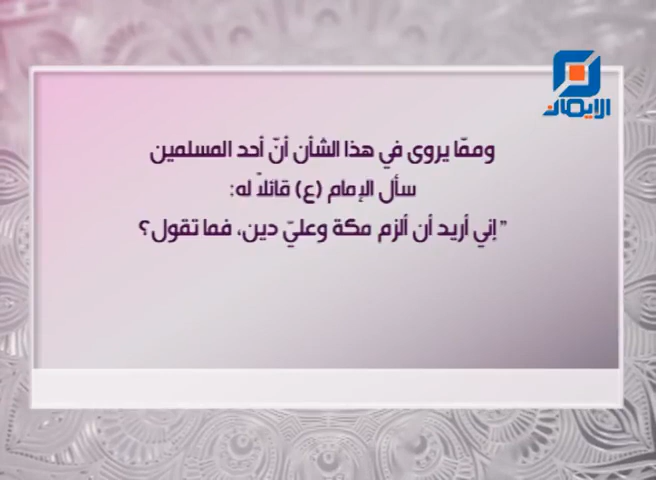 الإيمان
وممّا يروى في هذا الشأن أنّ أحد المسلمين
سأل الإمام (ع) قائلاً له:
"إني أريد أن ألزم مكة وعليّ دين، فما تقول؟